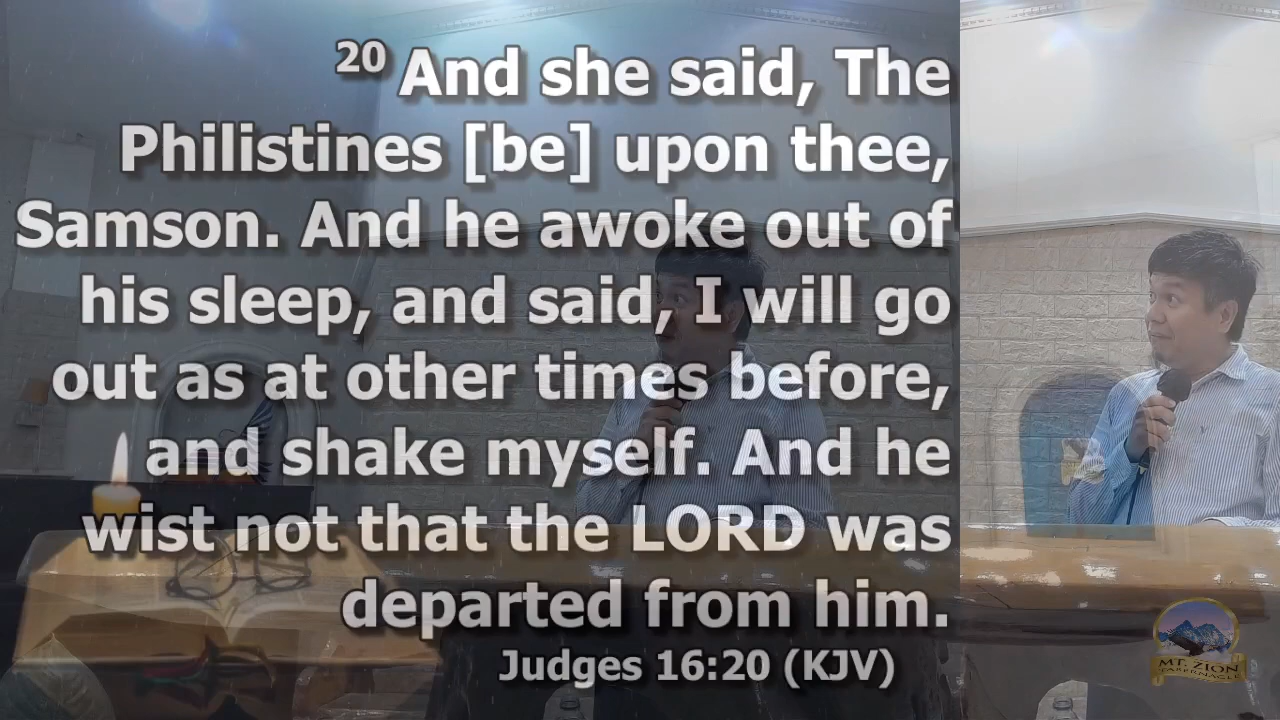 20 And she said, The
Philistines [be] upon thee,
Samson. And he awoke out of
his sleep, and said, I will go
out as at other times before,
and shake myself. And he
wist not that the LORD was
departed from him.
Judges 16:20 (KJV)
MT. ZION
TABERNACLE